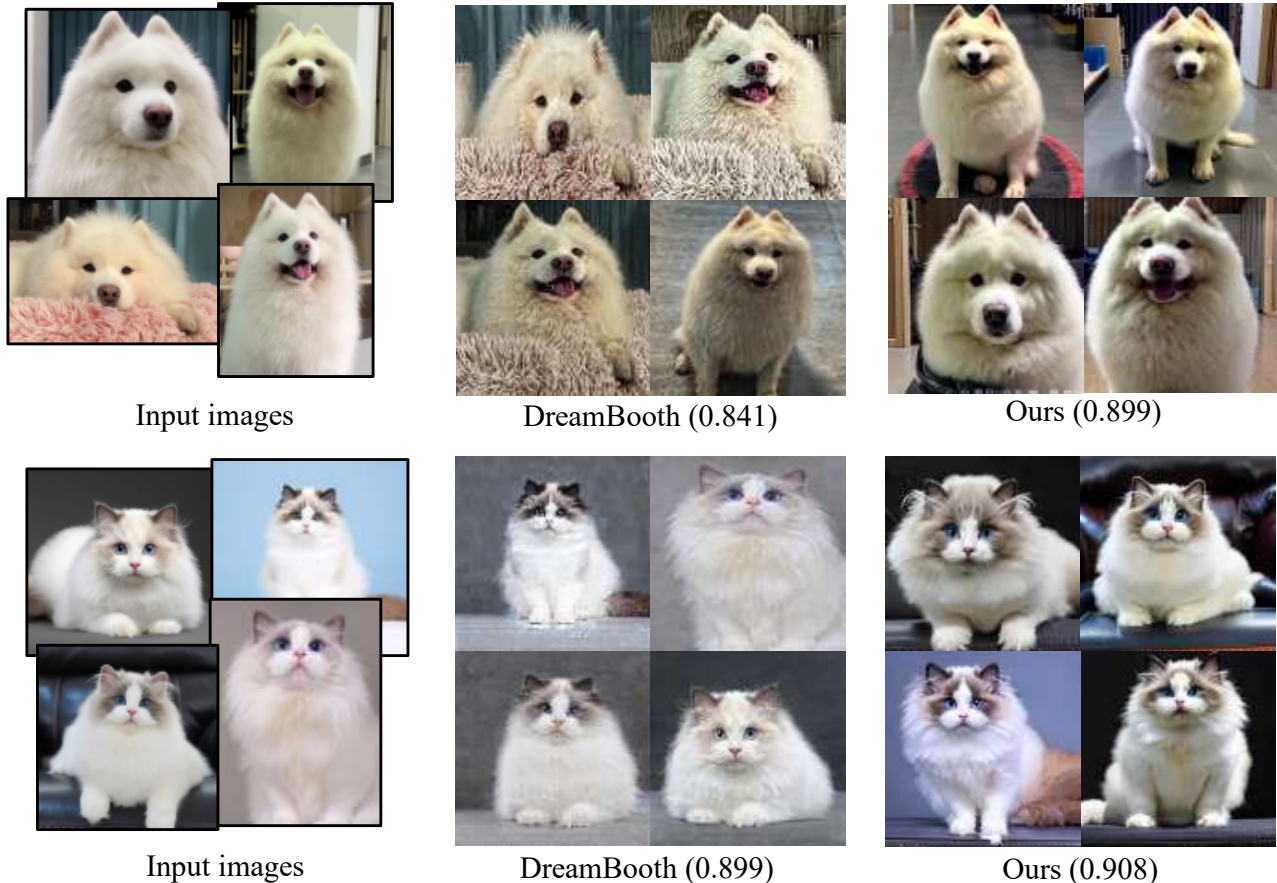 Input images
DreamBooth (0.841)
Ours (0.899)
Input images
DreamBooth (0.899)
Ours (0.908)